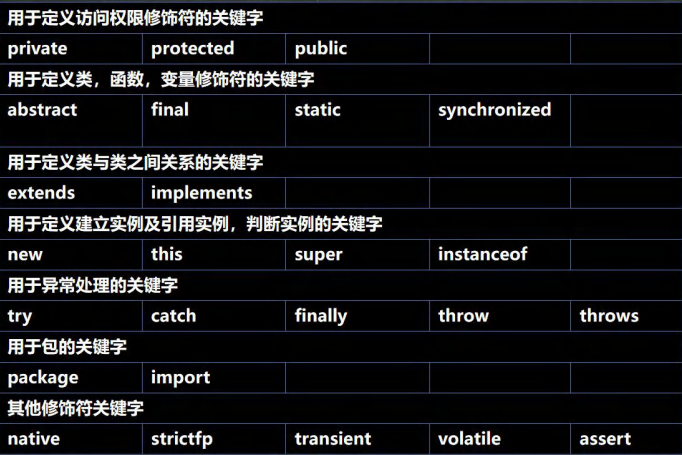 用于定义访问权限修饰符的关键字
private protected public
用于定义类，函数，变量修饰符的关键字
abstract final static synchronized
用于定义类与类之间关系的关键字
extends implements
用于定义建立实例及引用实例，判断实例的关键字
new this super instanceof
用于异常处理的关键字
try catch finally throw throws
用于包的关键字
package import
其他修饰符关键字
native strictfp transient volatile assert